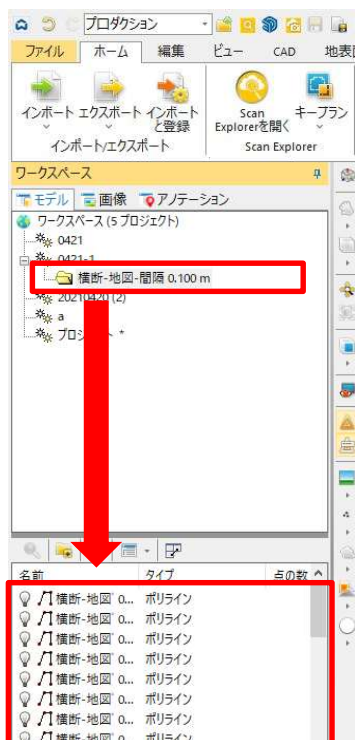 プロダクション
ファイル ホーム 編集 ビュー CAD 地表
インポート エクスポート インポート
と登録
Scan
Explorerを開く
キープラン
インポート/エクスポート Scan Explorer
ワークスペース
モデル 画像 アノテーション
ワークスペース (5 プロジェクト)
0421
0421-1
横断-地図-間隔 0.100 m
20210420 (2)
a
プロジェクト *
名前 タイプ 点の数
横断-地図 0... ポリライン
横断-地図 0... ポリライン
横断-地図 0... ポリライン
横断-地図 0... ポリライン
横断-地図 0... ポリライン
横断-地図 0... ポリライン
横断-地図 0... ポリライン